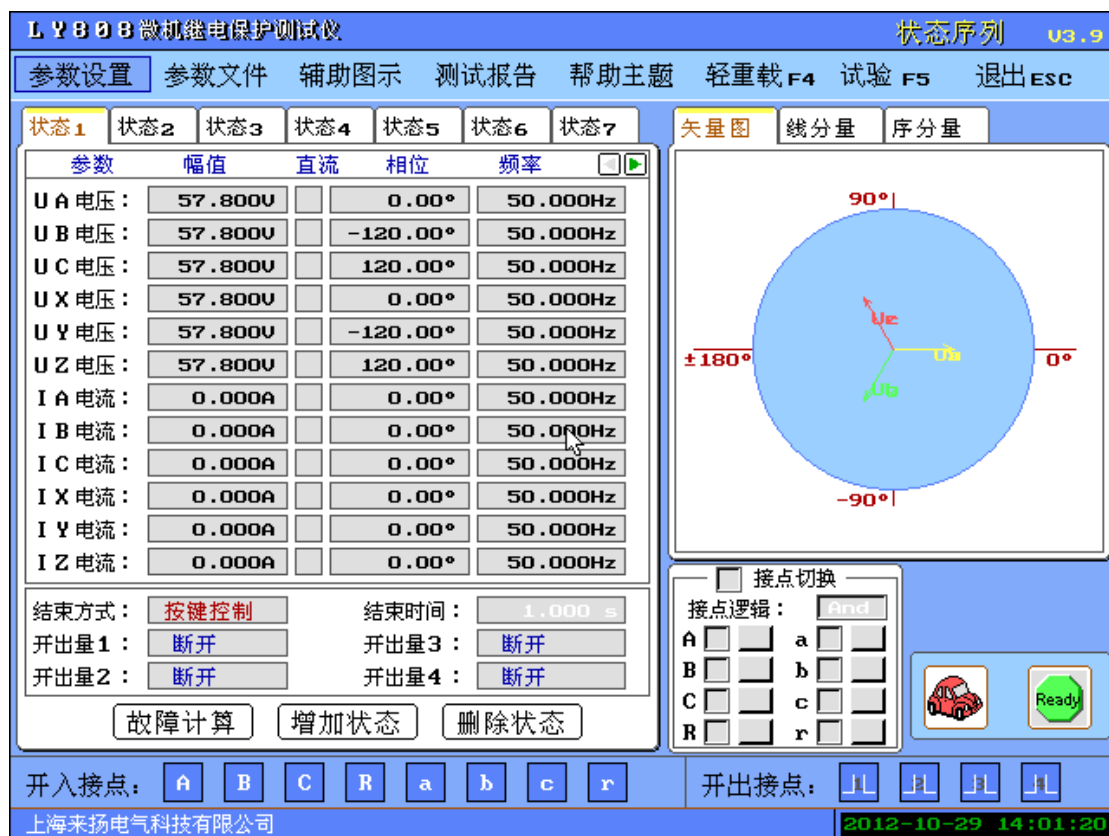 LY808微机继电保护测试仪 状态序列 V3.9
参数设置 参数文件 辅助图示 测试报告 帮助主题 轻重载F4 试验 F5 退出ESC
状态1 状态2 状态3 状态4 状态5 状态6 状态7 矢量图 线分量 序分量
参数 幅值 直流 相位 频率
UA电压: 57.800V 0.00° 50.000Hz
UB电压: 57.800V -120.00° 50.000Hz
UC电压: 57.800V 120.00° 50.000Hz
UX电压: 57.800V 0.00° 50.000Hz
UY电压: 57.800V -120.00° 50.000Hz
UZ电压: 57.800V 120.00° 50.000Hz
IA电流: 0.000A 0.00° 50.000Hz
IB电流: 0.000A 0.00° 50.000Hz
IC电流: 0.000A 0.00° 50.000Hz
IX电流: 0.000A 0.00° 50.000Hz
IY电流: 0.000A 0.00° 50.000Hz
IZ电流: 0.000A 0.00° 50.000Hz
90°
Uc
±180° Ua 0°
Ub
-90°
结束方式: 按键控制 结束时间: 1.000 s
开出量1: 断开 开出量3: 断开
开出量2: 断开 开出量4: 断开
故障计算 增加状态 删除状态
接点切换
接点逻辑: And
A a
B b
C c
R r
Ready
开入接点: A B C R a b c r 开出接点: 1 2 3 4
上海来扬电气科技有限公司 2012-10-29 14:01:20